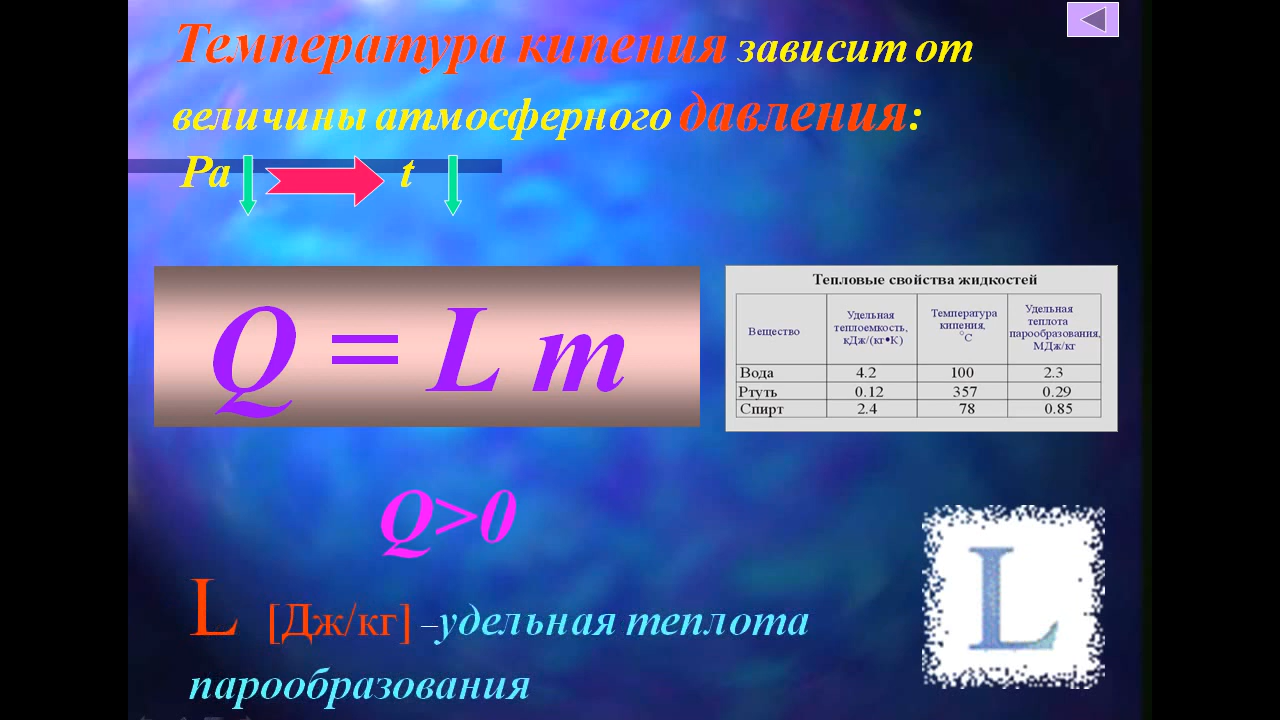 Температура кипения зависит от
величины атмосферного давления:
Pa t
Q = L m
Тепловые свойства жидкостей
Вещество
Удельная
теплоемкость,
кДж/(кг•К)
Температура
кипения,
°С
Удельная
теплота
парообразования,
МДж/кг
Вода 4.2 100 2.3
Ртуть 0.12 357 0.29
Спирт 2.4 78 0.85
Q>0
L [Дж/кг] –удельная теплота
парообразования
L